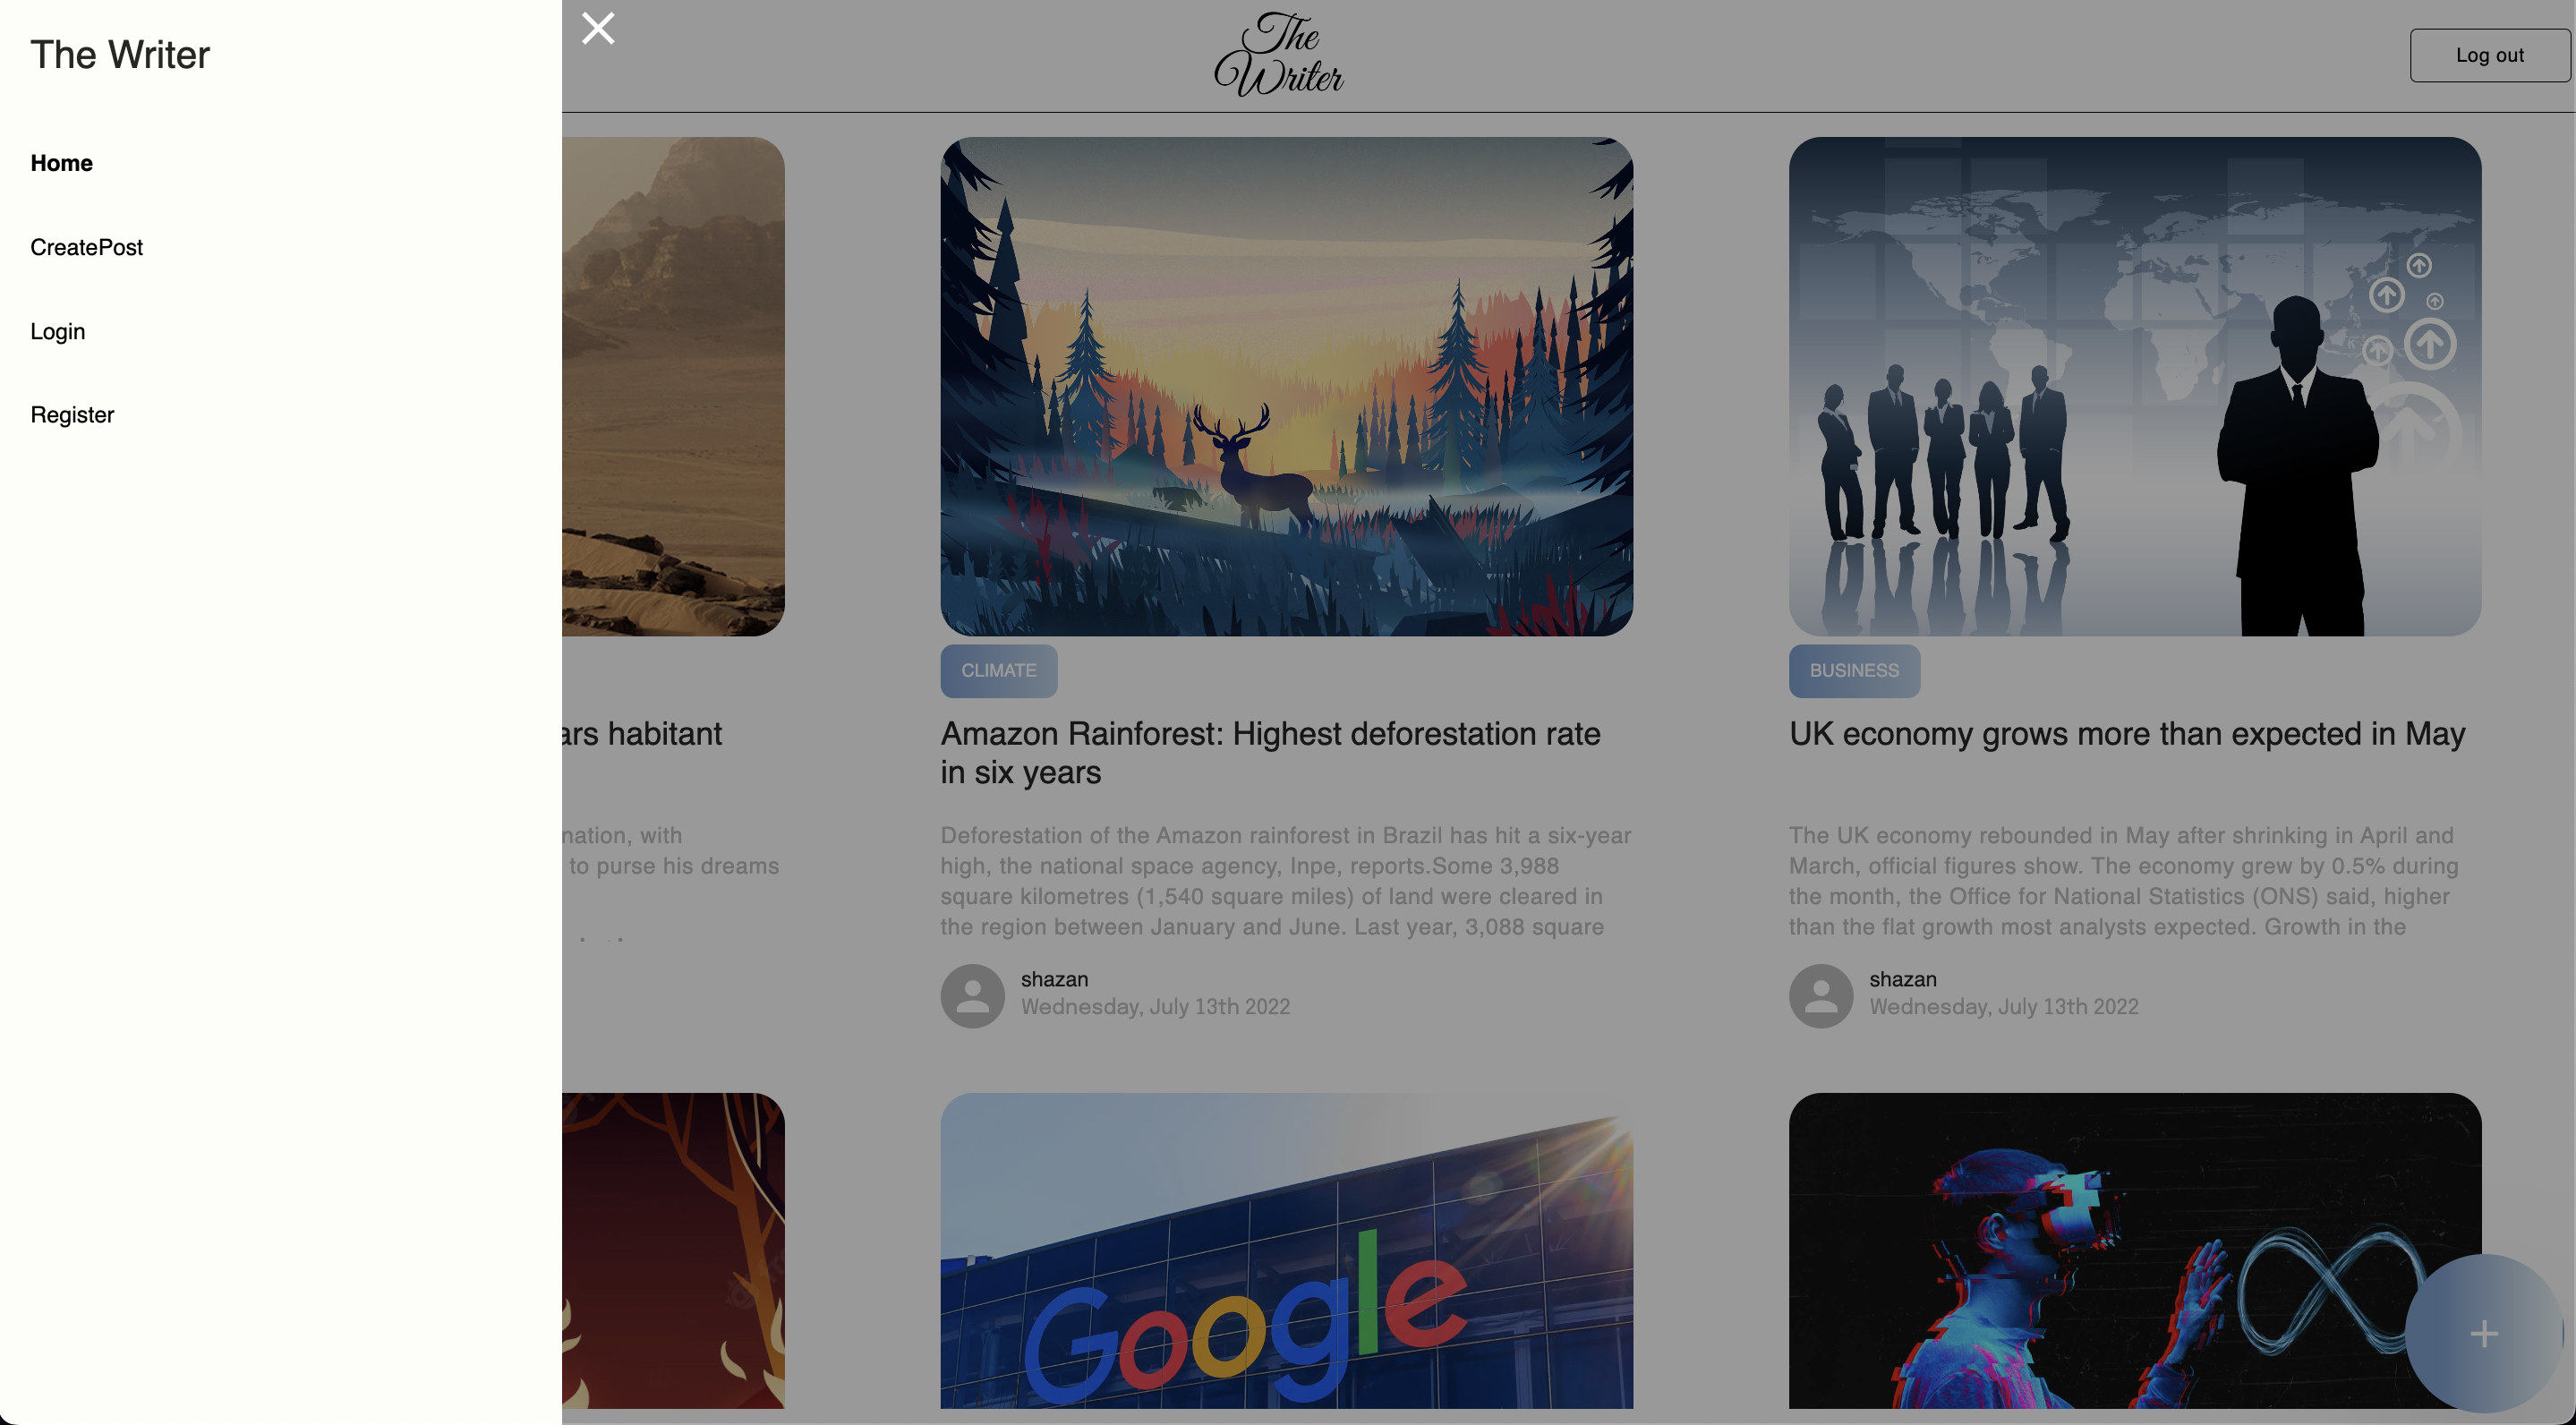 The Writer
Home
CreatePost
Login
Register
The
Writer
Log out
habitant
with
to purse his dreams
CLIMATE
Amazon Rainforest: Highest deforestation rate
in six years
Deforestation of the Amazon rainforest in Brazil has hit a six-year
high, the national space agency, Inpe, reports.Some 3,988
square kilometres (1,540 square miles) of land were cleared in
the region between January and June. Last year, 3,088 square
shazan
Wednesday, July 13th 2022
BUSINESS
UK economy grows more than expected in May
The UK economy rebounded in May after shrinking in April and
March, official figures show. The economy grew by 0.5% during
the month, the Office for National Statistics (ONS) said, higher
than the flat growth most analysts expected. Growth in the
shazan
Wednesday, July 13th 2022
Google